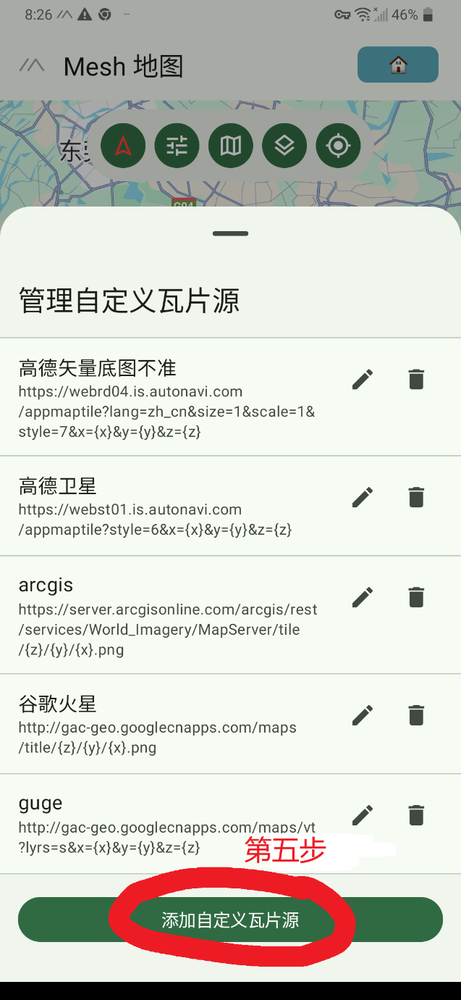 8:26
46%
Mesh 地图
G94
管理自定义瓦片源
高德矢量底图不准
https://webrd04.is.autonavi.com
/appmaptile?lang=zh_cn&size=1&scale=1&
style=7&x={x}&y={y}&z={z}
高德卫星
https://webst01.is.autonavi.com
/appmaptile?style=6&x={x}&y={y}&z={z}
arcgis
https://server.arcgisonline.com/arcgis/rest
/services/World_Imagery/MapServer/tile
/{z}/{y}/{x}.png
谷歌火星
http://gac-geo.googlecnapps.com/maps
/title/{z}/{y}/{x}.png
guge
http://gac-geo.googlecnapps.com/maps/vt
?lyrs=s&x={x}&y={y}&z={z}
第五步
添加自定义瓦片源